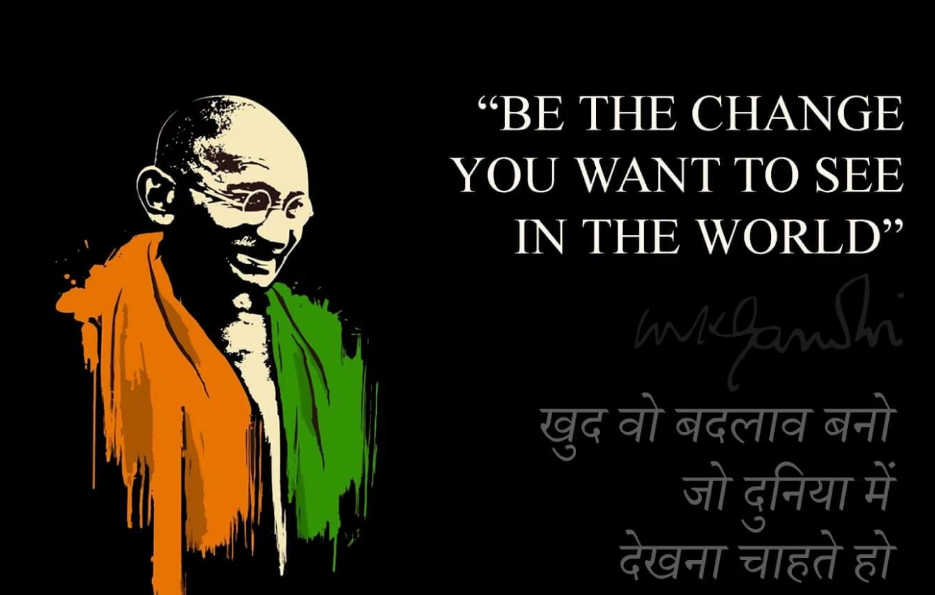 “BE THE CHANGE
YOU WANT TO SEE
IN THE WORLD”
MKGandhi
खुद वो बदलाव बनो
जो दुनिया में
देखना चाहते हो